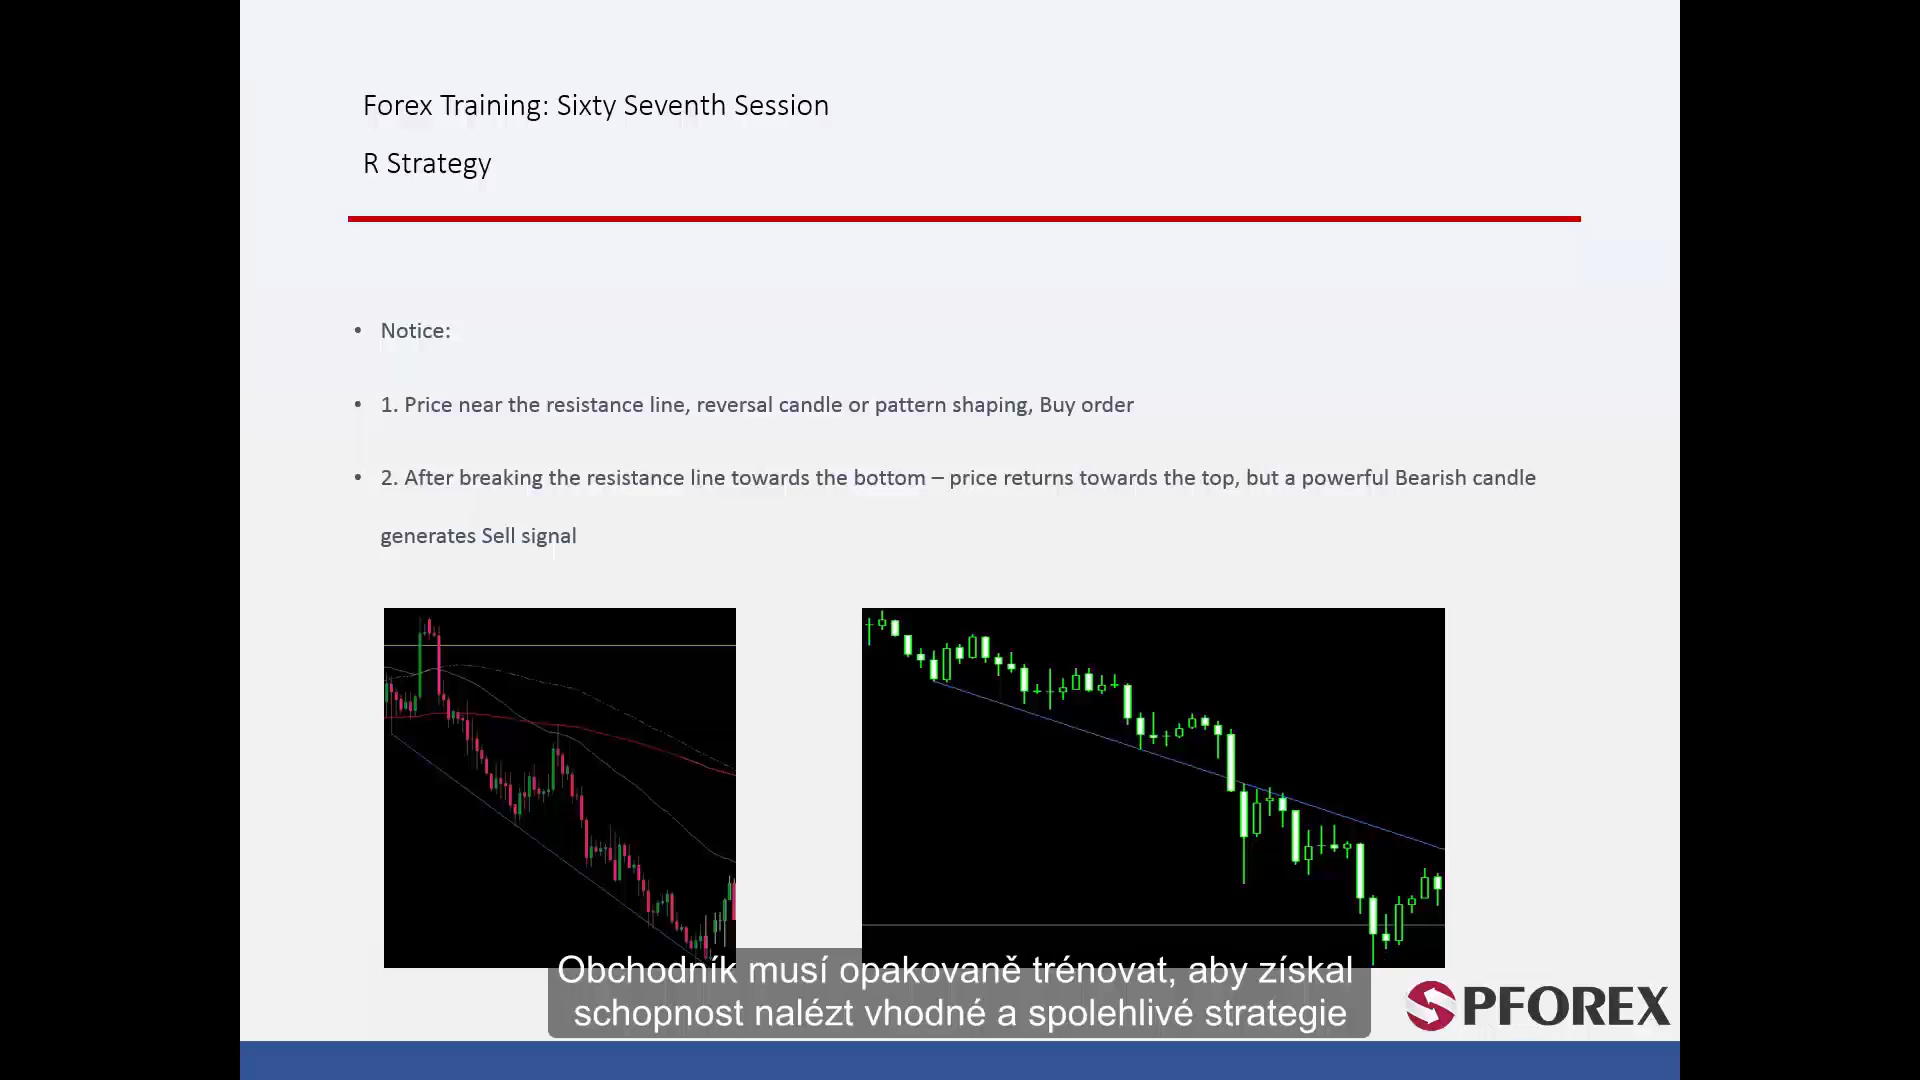 Forex Training: Sixty Seventh Session
R Strategy
• Notice:
• 1. Price near the resistance line, reversal candle or pattern shaping, Buy order
• 2. After breaking the resistance line towards the bottom – price returns towards the top, but a powerful Bearish candle
generates Sell signal
Obchodník musí opakovaně trénovat, aby získal
schopnost nalézt vhodné a spolehlivé strategie
PFOREX